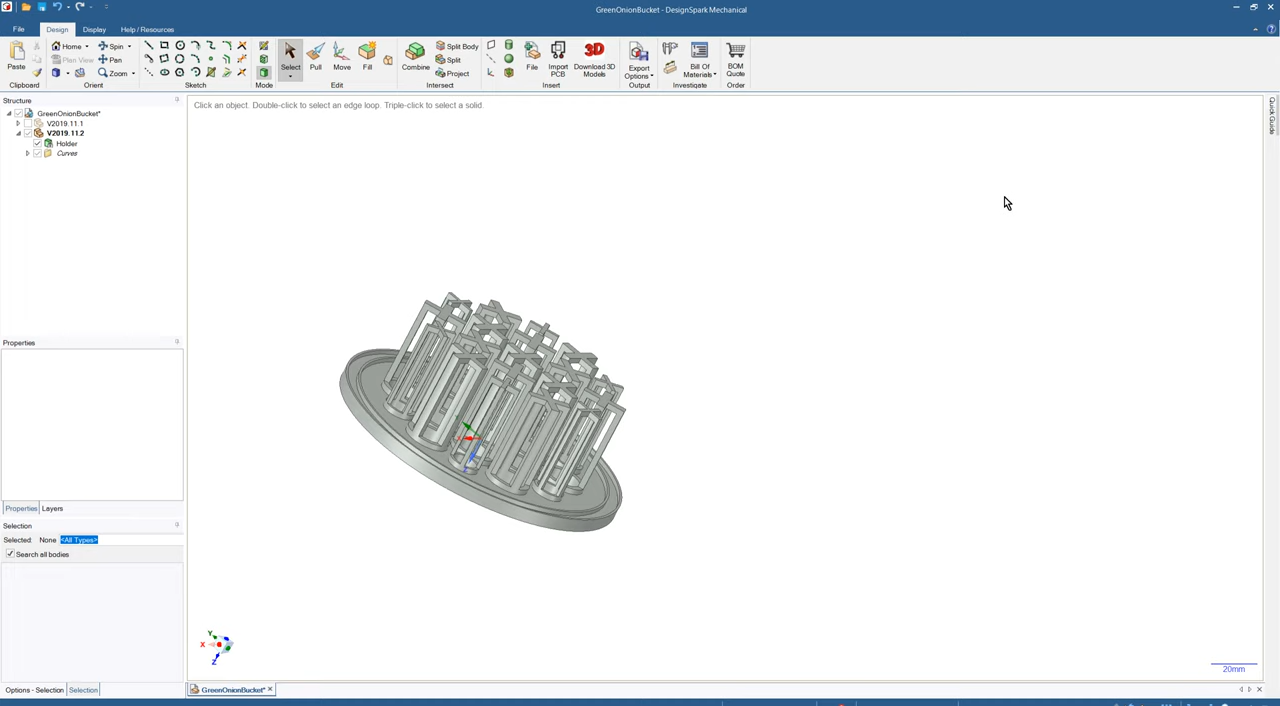 GreenOnionBucket - DesignSpark Mechanical
File Design Display Help / Resources
Paste Home Spin Select Pull Move Fill Combine Split Body File Import PCB Download 3D Models Export Options Bill Of Materials BOM Quote
Plan View Pan Split
Zoom Project
Clipboard Orient Sketch Mode Edit Intersect Insert Output Investigate Order
Structure
Click an object. Double-click to select an edge loop. Triple-click to select a solid.
Quick Guide
GreenOnionBucket*
V2019.11.1
V2019.11.2
Holder
Curves
Properties
Properties Layers
Selection
Selected: None <All Types>
Search all bodies
Y
X
Z
20mm
Options - Selection Selection
GreenOnionBucket*